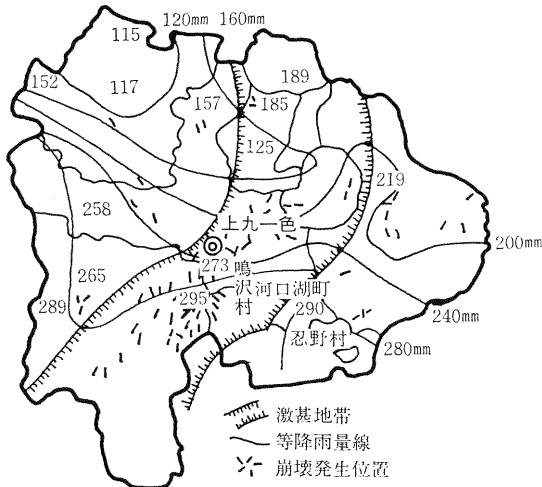 115
120mm
160mm
152
117
189
157
185
125
219
258
上九一色
200mm
273
鳴沢村
265
295
河口湖町
289
290
240mm
忍野村
280mm
激甚地帯
等降雨量線
崩壊発生位置